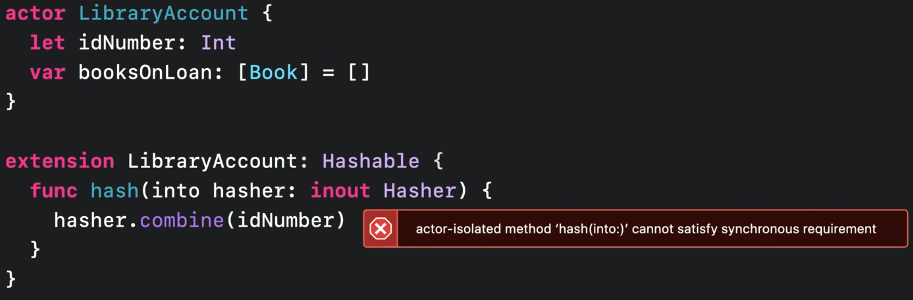 actor LibraryAccount {
  let idNumber: Int
  var booksOnLoan: [Book] = []
}

extension LibraryAccount: Hashable {
  func hash(into hasher: inout Hasher) {
    hasher.combine(idNumber)
actor-isolated method ‘hash(into:)’ cannot satisfy synchronous requirement
  }
}